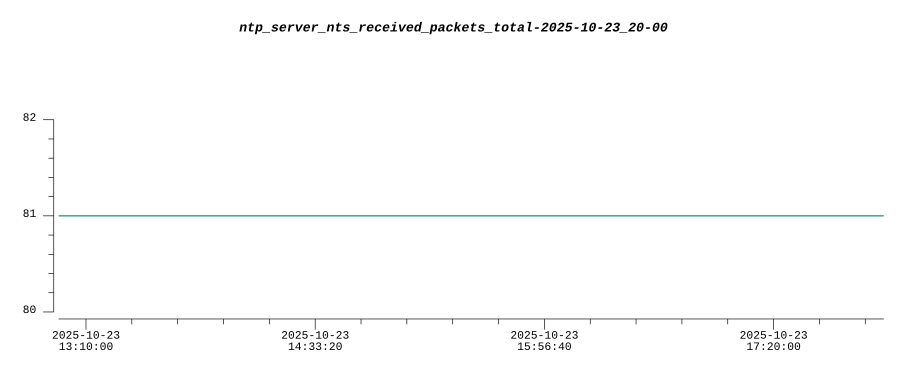 ntp_server_nts_received_packets_total-2025-10-23_20-00
82
81
80
2025-10-23 2025-10-23 2025-10-23 2025-10-23
13:10:00 14:33:20 15:56:40 17:20:00